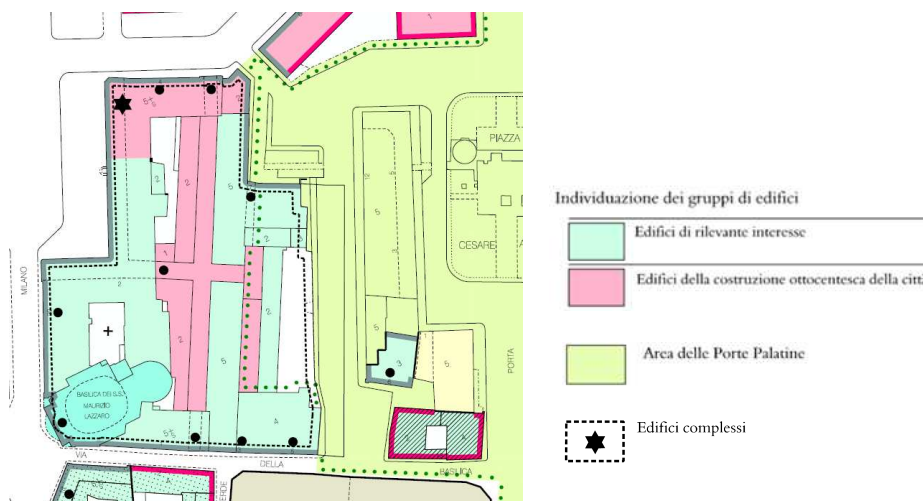 PIAZZA
CESARE
MILANO
PORTA
BASILICA DEI S.S.
MAURIZIO
LAZZARO
VIA
DELLA
BASILICA
Individuazione dei gruppi di edifici
Edifici di rilevante interesse
Edifici della costruzione ottocentesca della citt
Area delle Porte Palatine
Edifici complessi